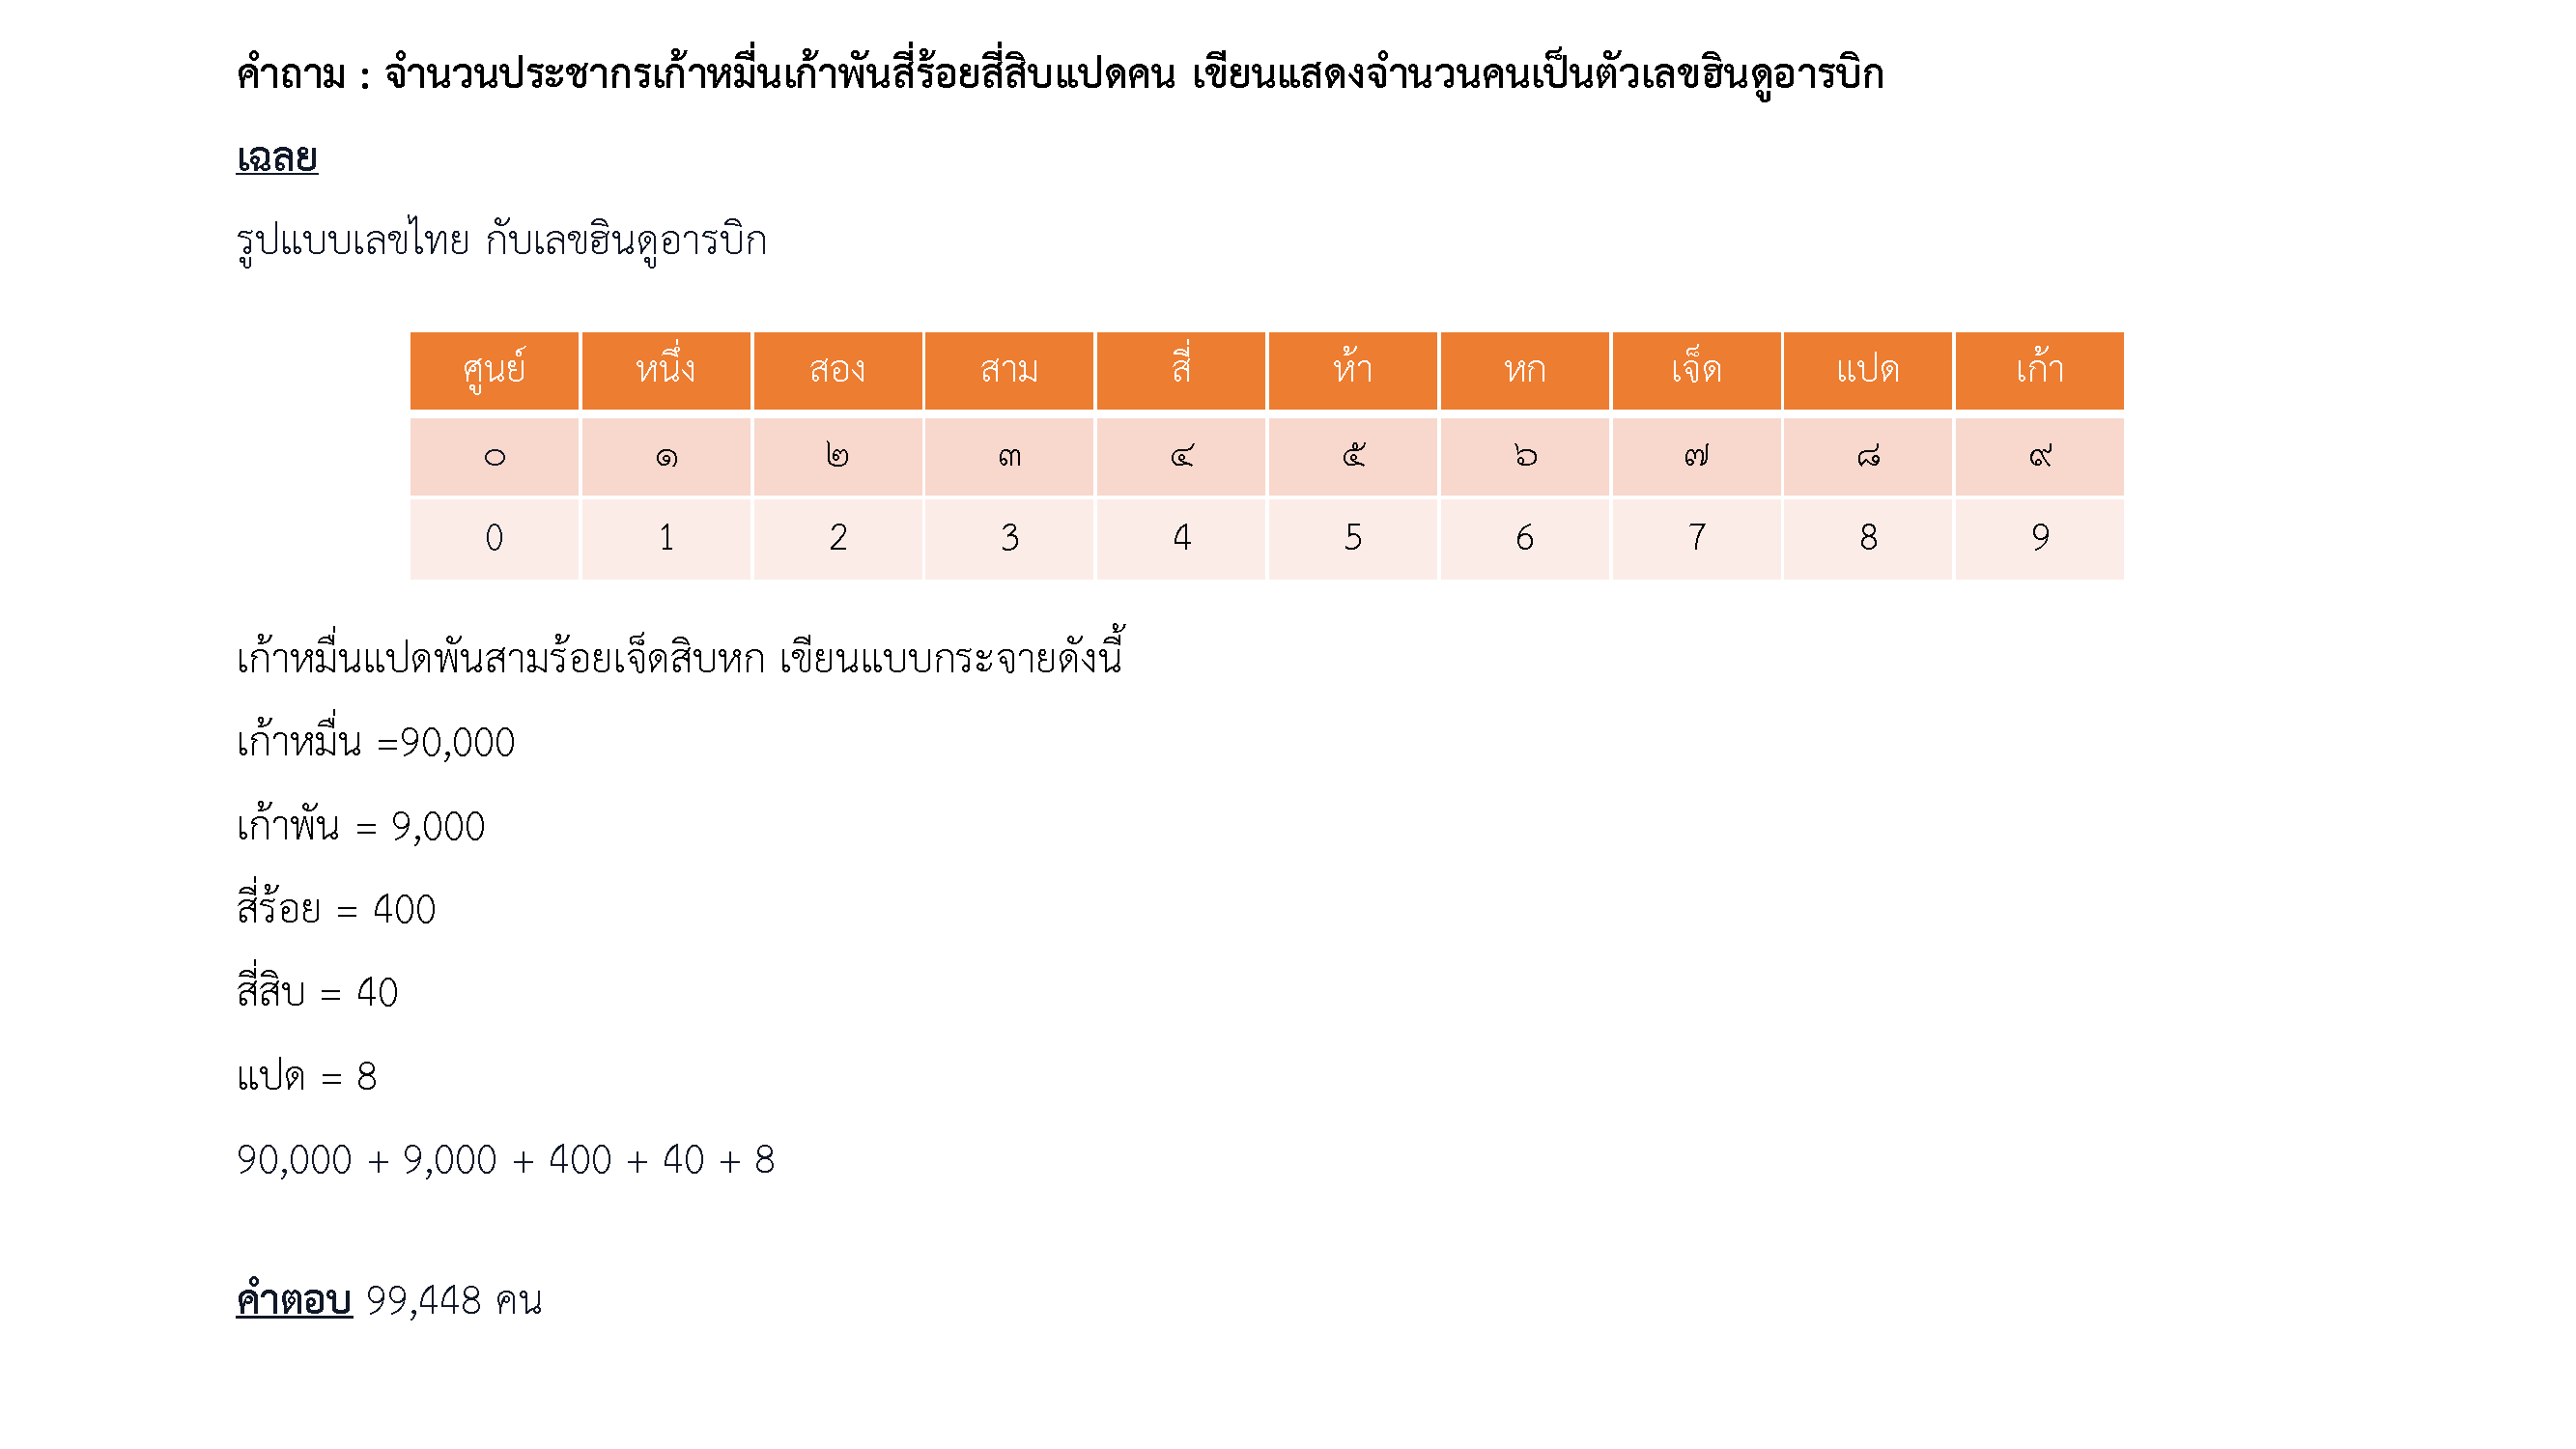 คำถาม : จำนวนประชากรเก้าหมื่นเก้าพันสี่ร้อยสี่สิบแปดคน เขียนแสดงจำนวนคนเป็นตัวเลขฮินดูอารบิก
เฉลย
รูปแบบเลขไทย กับเลขฮินดูอารบิก
ศูนย์ หนึ่ง สอง สาม สี่ ห้า หก เจ็ด แปด เก้า
๐ ๑ ๒ ๓ ๔ ๕ ๖ ๗ ๘ ๙
0 1 2 3 4 5 6 7 8 9
เก้าหมื่นแปดพันสามร้อยเจ็ดสิบหก เขียนแบบกระจายดังนี้
เก้าหมื่น =90,000
เก้าพัน = 9,000
สี่ร้อย = 400
สี่สิบ = 40
แปด = 8
90,000 + 9,000 + 400 + 40 + 8
คำตอบ 99,448 คน